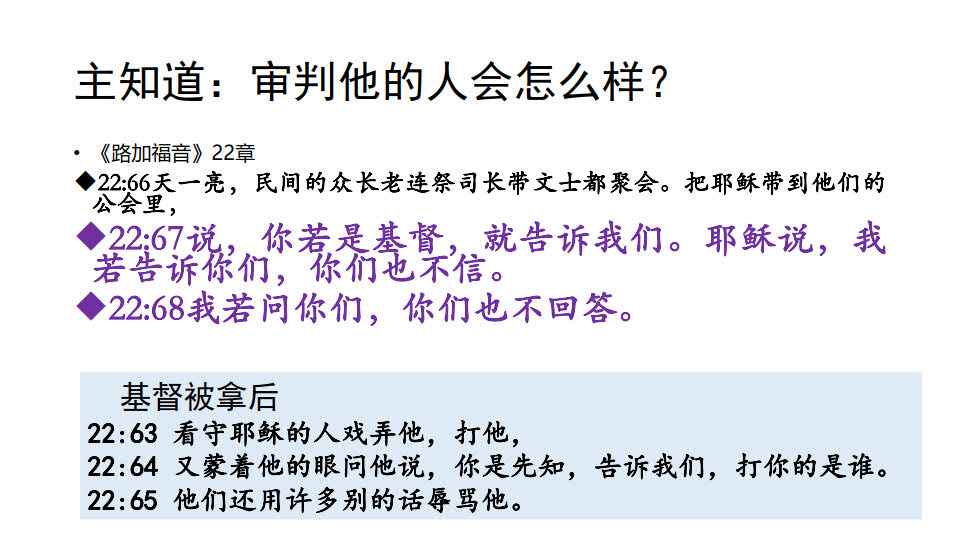 主知道：审判他的人会怎么样？
• 《路加福音》22章
◆22:66天一亮，民间的众长老连祭司长带文士都聚会。把耶稣带到他们的
公会里，
◆22:67说，你若是基督，就告诉我们。耶稣说，我
若告诉你们，你们也不信。
◆22:68我若问你们，你们也不回答。
基督被拿后
22:63 看守耶稣的人戏弄他，打他，
22:64 又蒙着他的眼问他说，你是先知，告诉我们，打你的是谁。
22:65 他们还用许多别的话辱骂他。